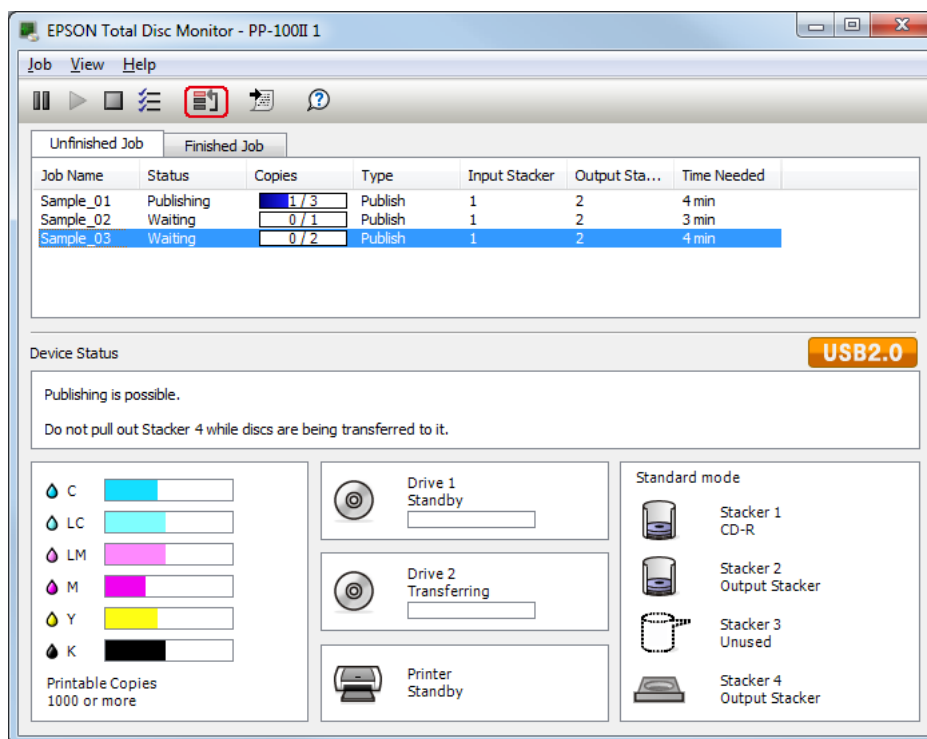 EPSON Total Disc Monitor - PP-100II 1
Job View Help
Unfinished Job Finished Job
Job Name Status Copies Type Input Stacker Output Sta... Time Needed
Sample_01 Publishing 1 / 3 Publish 1 2 4 min
Sample_02 Waiting 0 / 1 Publish 1 2 3 min
Sample_03 Waiting 0 / 2 Publish 1 2 4 min
Device Status
USB2.0
Publishing is possible.
Do not pull out Stacker 4 while discs are being transferred to it.
C
LC
LM
M
Y
K
Printable Copies
1000 or more
Drive 1
Standby
Drive 2
Transferring
Printer
Standby
Standard mode
Stacker 1
CD-R
Stacker 2
Output Stacker
Stacker 3
Unused
Stacker 4
Output Stacker